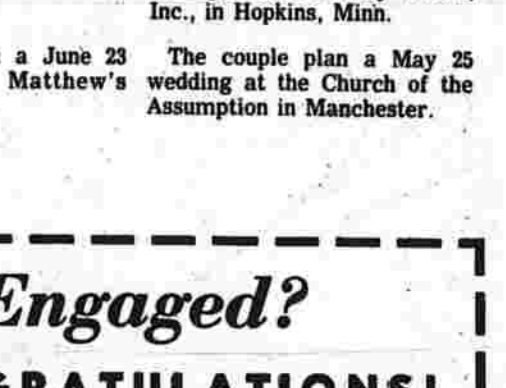 Inc., in Hopkins, Minn.
a June 23
Matthew's
The couple plan a May 25
wedding at the Church of the
Assumption in Manchester.
Engaged?
GRATULATIONS!